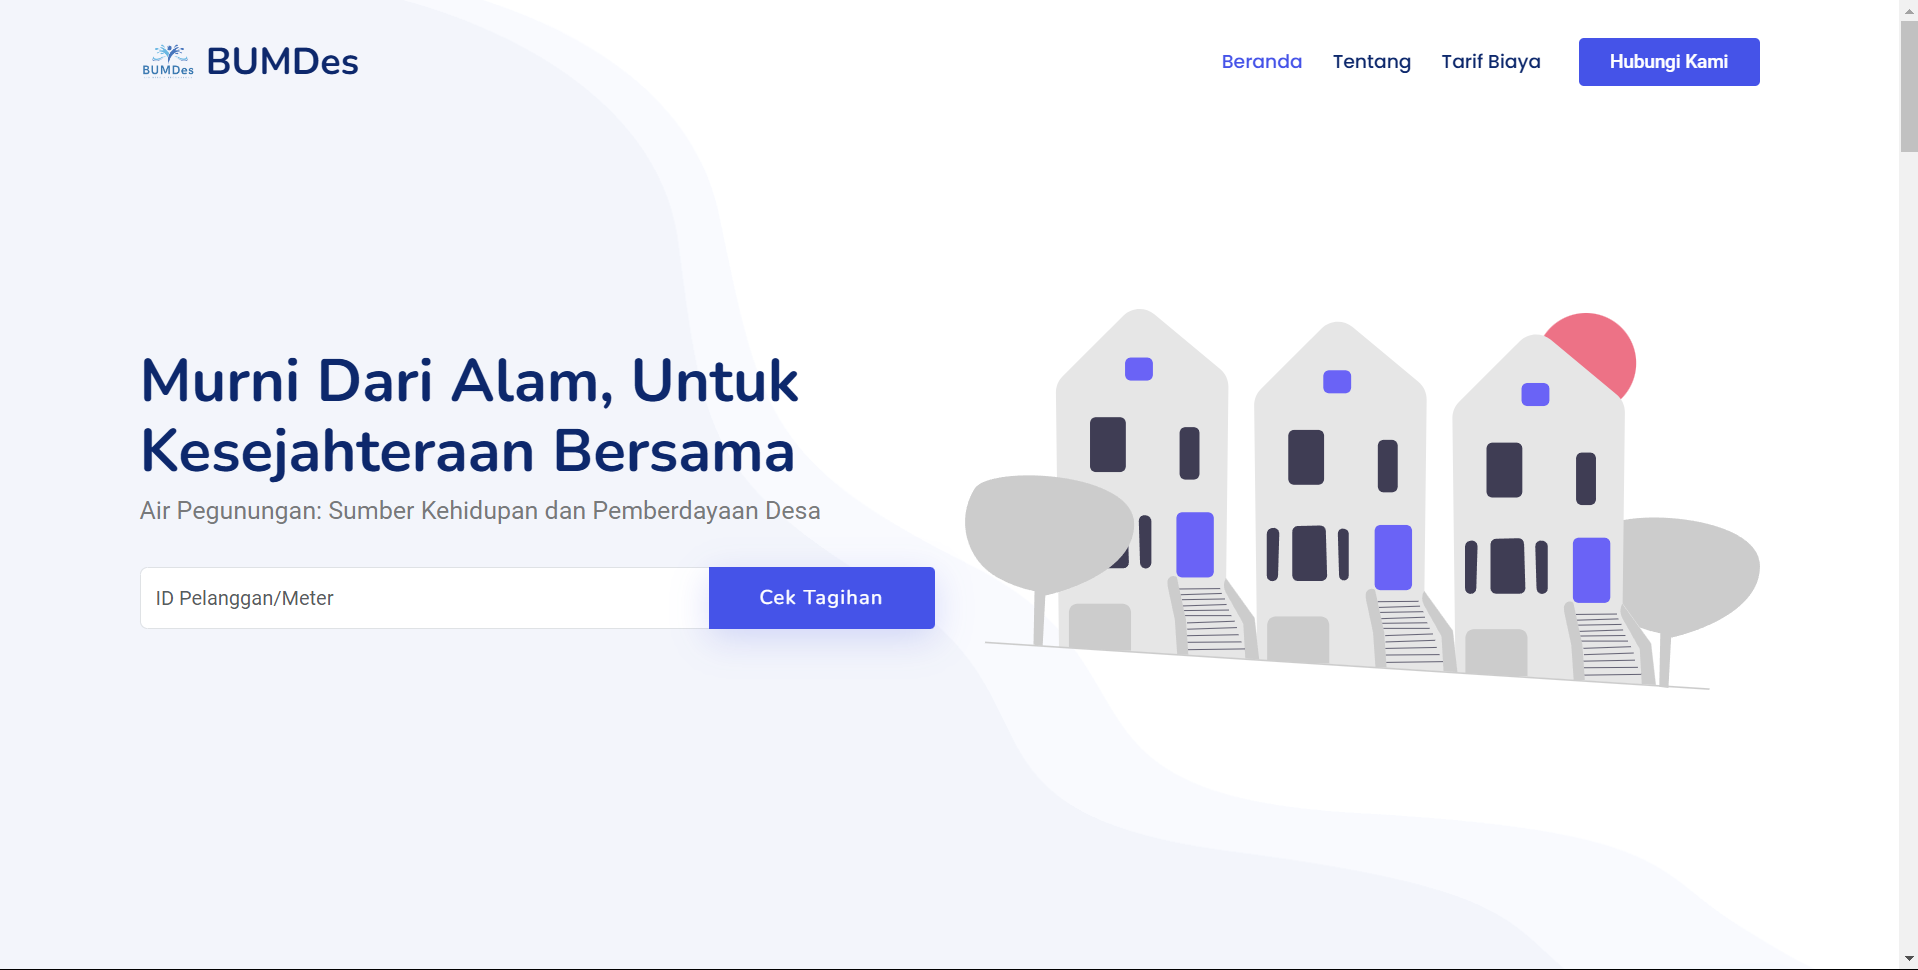 BUMDes
BUMDes
Beranda
Tentang
Tarif Biaya
Hubungi Kami
Murni Dari Alam, Untuk
Kesejahteraan Bersama
Air Pegunungan: Sumber Kehidupan dan Pemberdayaan Desa
ID Pelanggan/Meter
Cek Tagihan